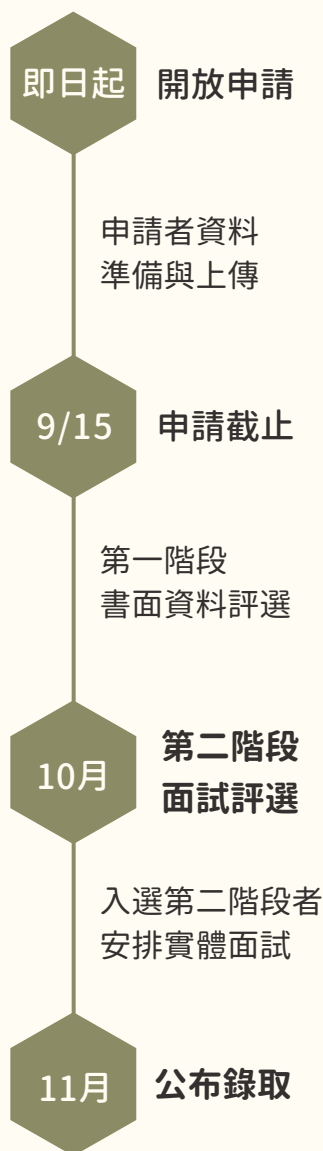 即日起
開放申請
申請者資料
準備與上傳
9/15
申請截止
第一階段
書面資料評選
10月
第二階段
面試評選
入選第二階段者
安排實體面試
11月
公布錄取